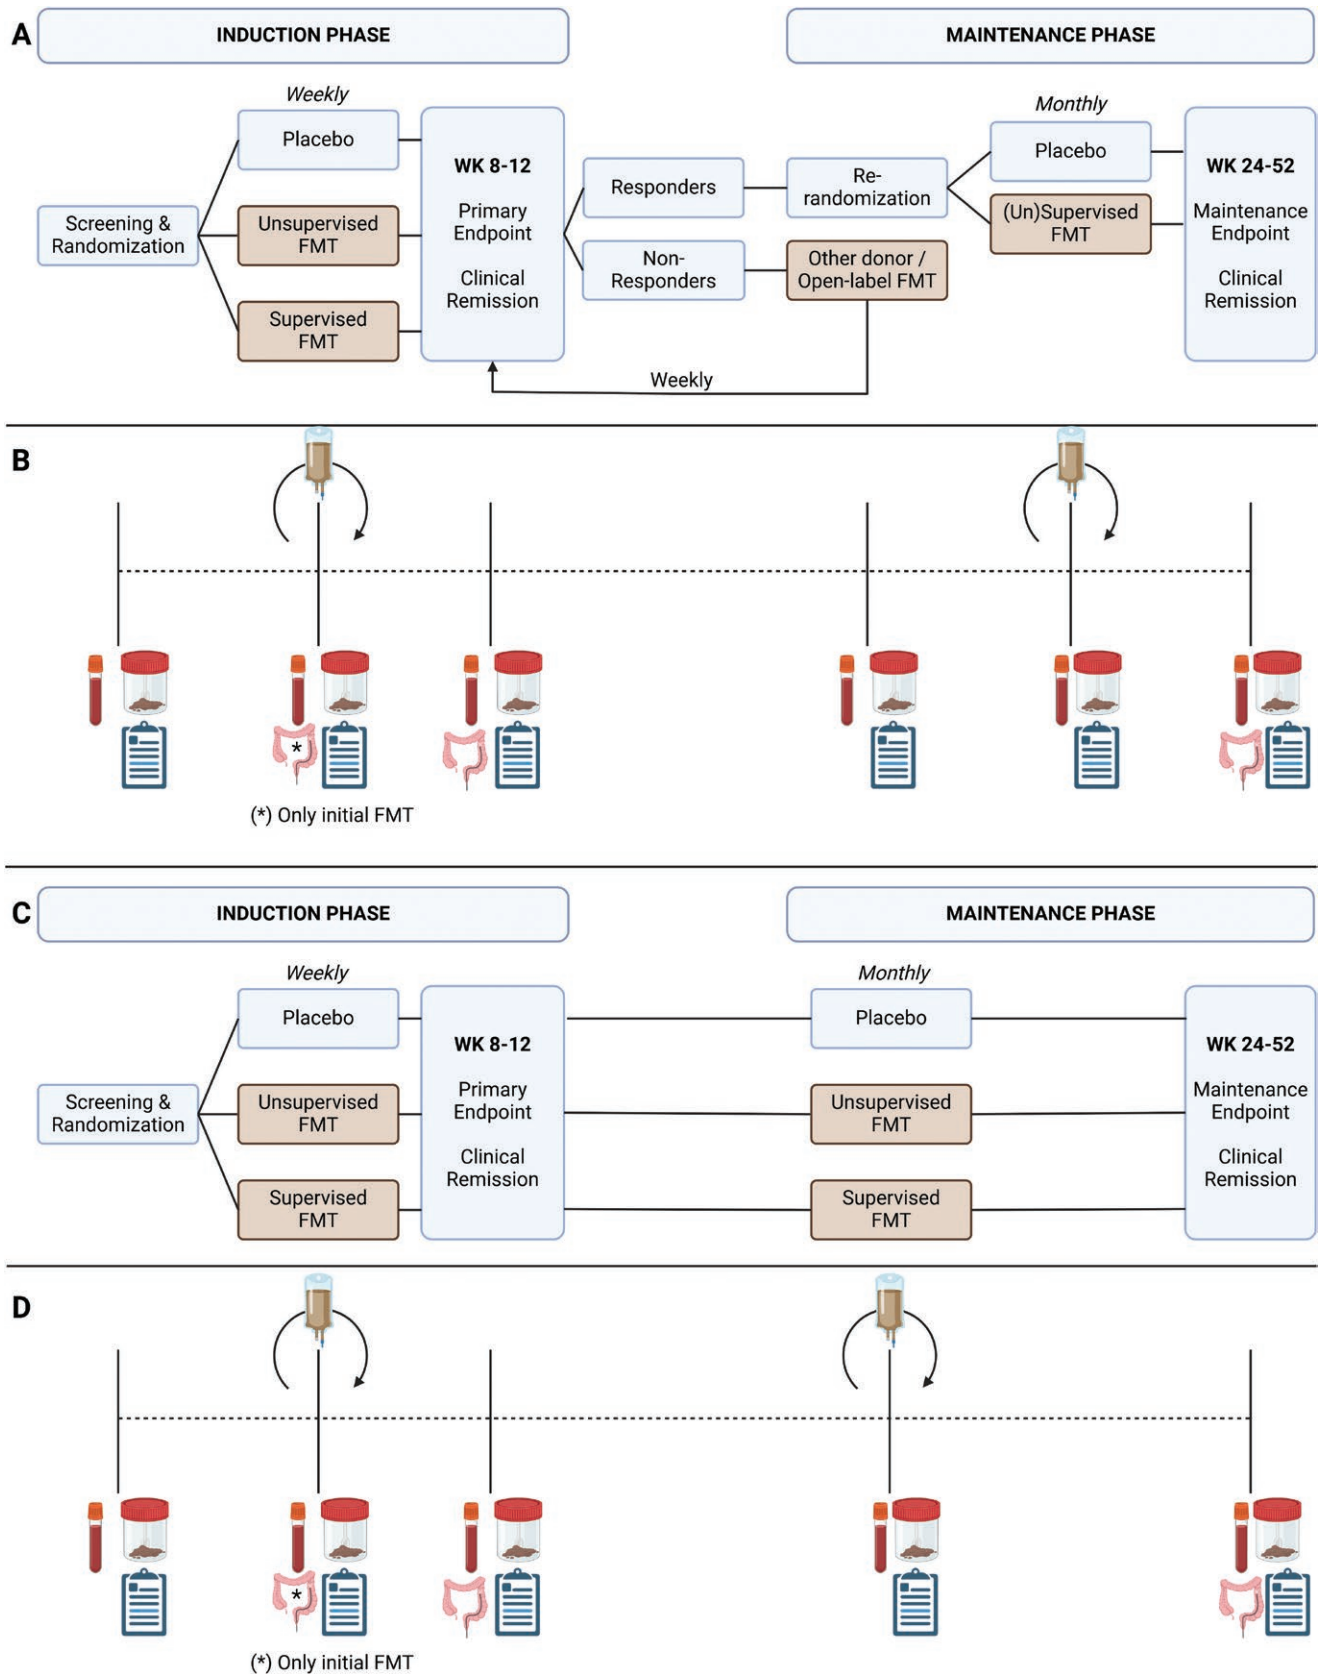 A
INDUCTION PHASE
MAINTENANCE PHASE
Weekly
Placebo
Unsupervised
FMT
Supervised
FMT
Screening &
Randomization
WK 8-12
Primary
Endpoint
Clinical
Remission
Responders
Non-
Responders
Re-
randomization
Other donor /
Open-label FMT
Weekly
Monthly
Placebo
(Un)Supervised
FMT
WK 24-52
Maintenance
Endpoint
Clinical
Remission
B
*
(*) Only initial FMT
C
INDUCTION PHASE
MAINTENANCE PHASE
Weekly
Placebo
Unsupervised
FMT
Supervised
FMT
Screening &
Randomization
WK 8-12
Primary
Endpoint
Clinical
Remission
Monthly
Placebo
Unsupervised
FMT
Supervised
FMT
WK 24-52
Maintenance
Endpoint
Clinical
Remission
D
*
(*) Only initial FMT